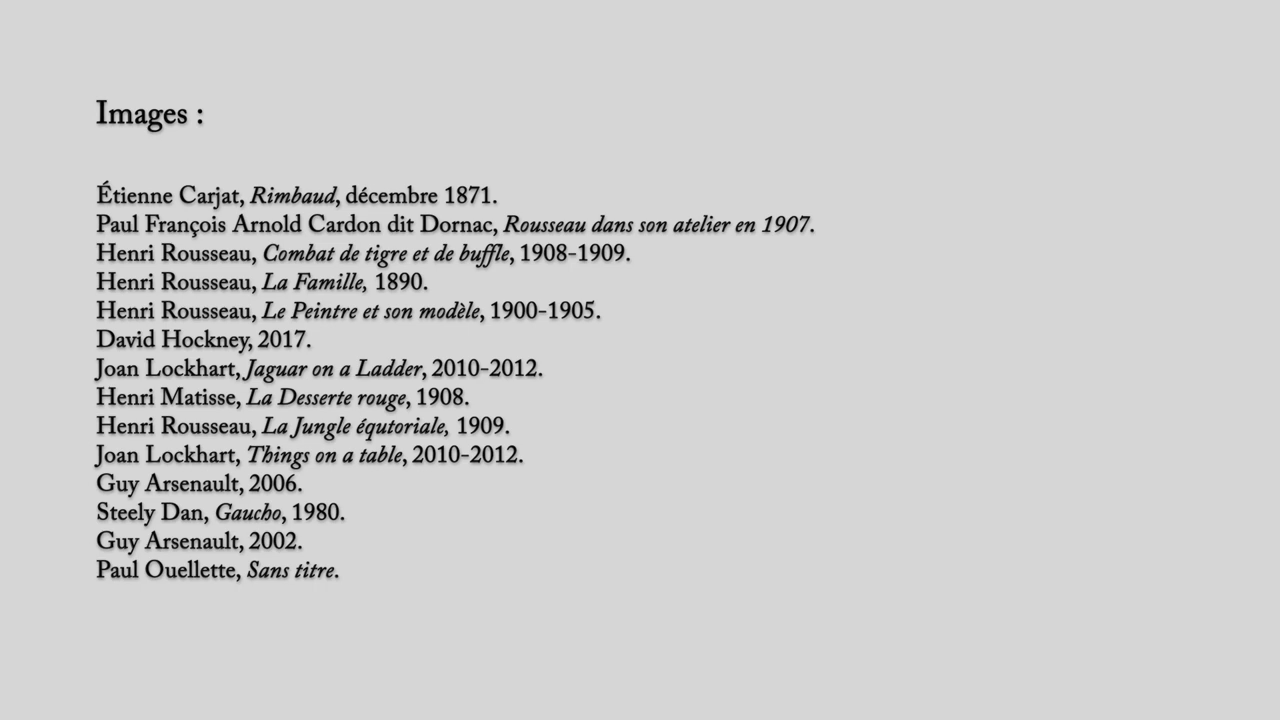 Images :
Étienne Carjat, Rimbaud, décembre 1871.
Paul François Arnold Cardon dit Dornac, Rousseau dans son atelier en 1907.
Henri Rousseau, Combat de tigre et de buffle, 1908-1909.
Henri Rousseau, La Famille, 1890.
Henri Rousseau, Le Peintre et son modèle, 1900-1905.
David Hockney, 2017.
Joan Lockhart, Jaguar on a Ladder, 2010-2012.
Henri Matisse, La Desserte rouge, 1908.
Henri Rousseau, La Jungle équtoriale, 1909.
Joan Lockhart, Things on a table, 2010-2012.
Guy Arsenault, 2006.
Steely Dan, Gaucho, 1980.
Guy Arsenault, 2002.
Paul Ouellette, Sans titre.